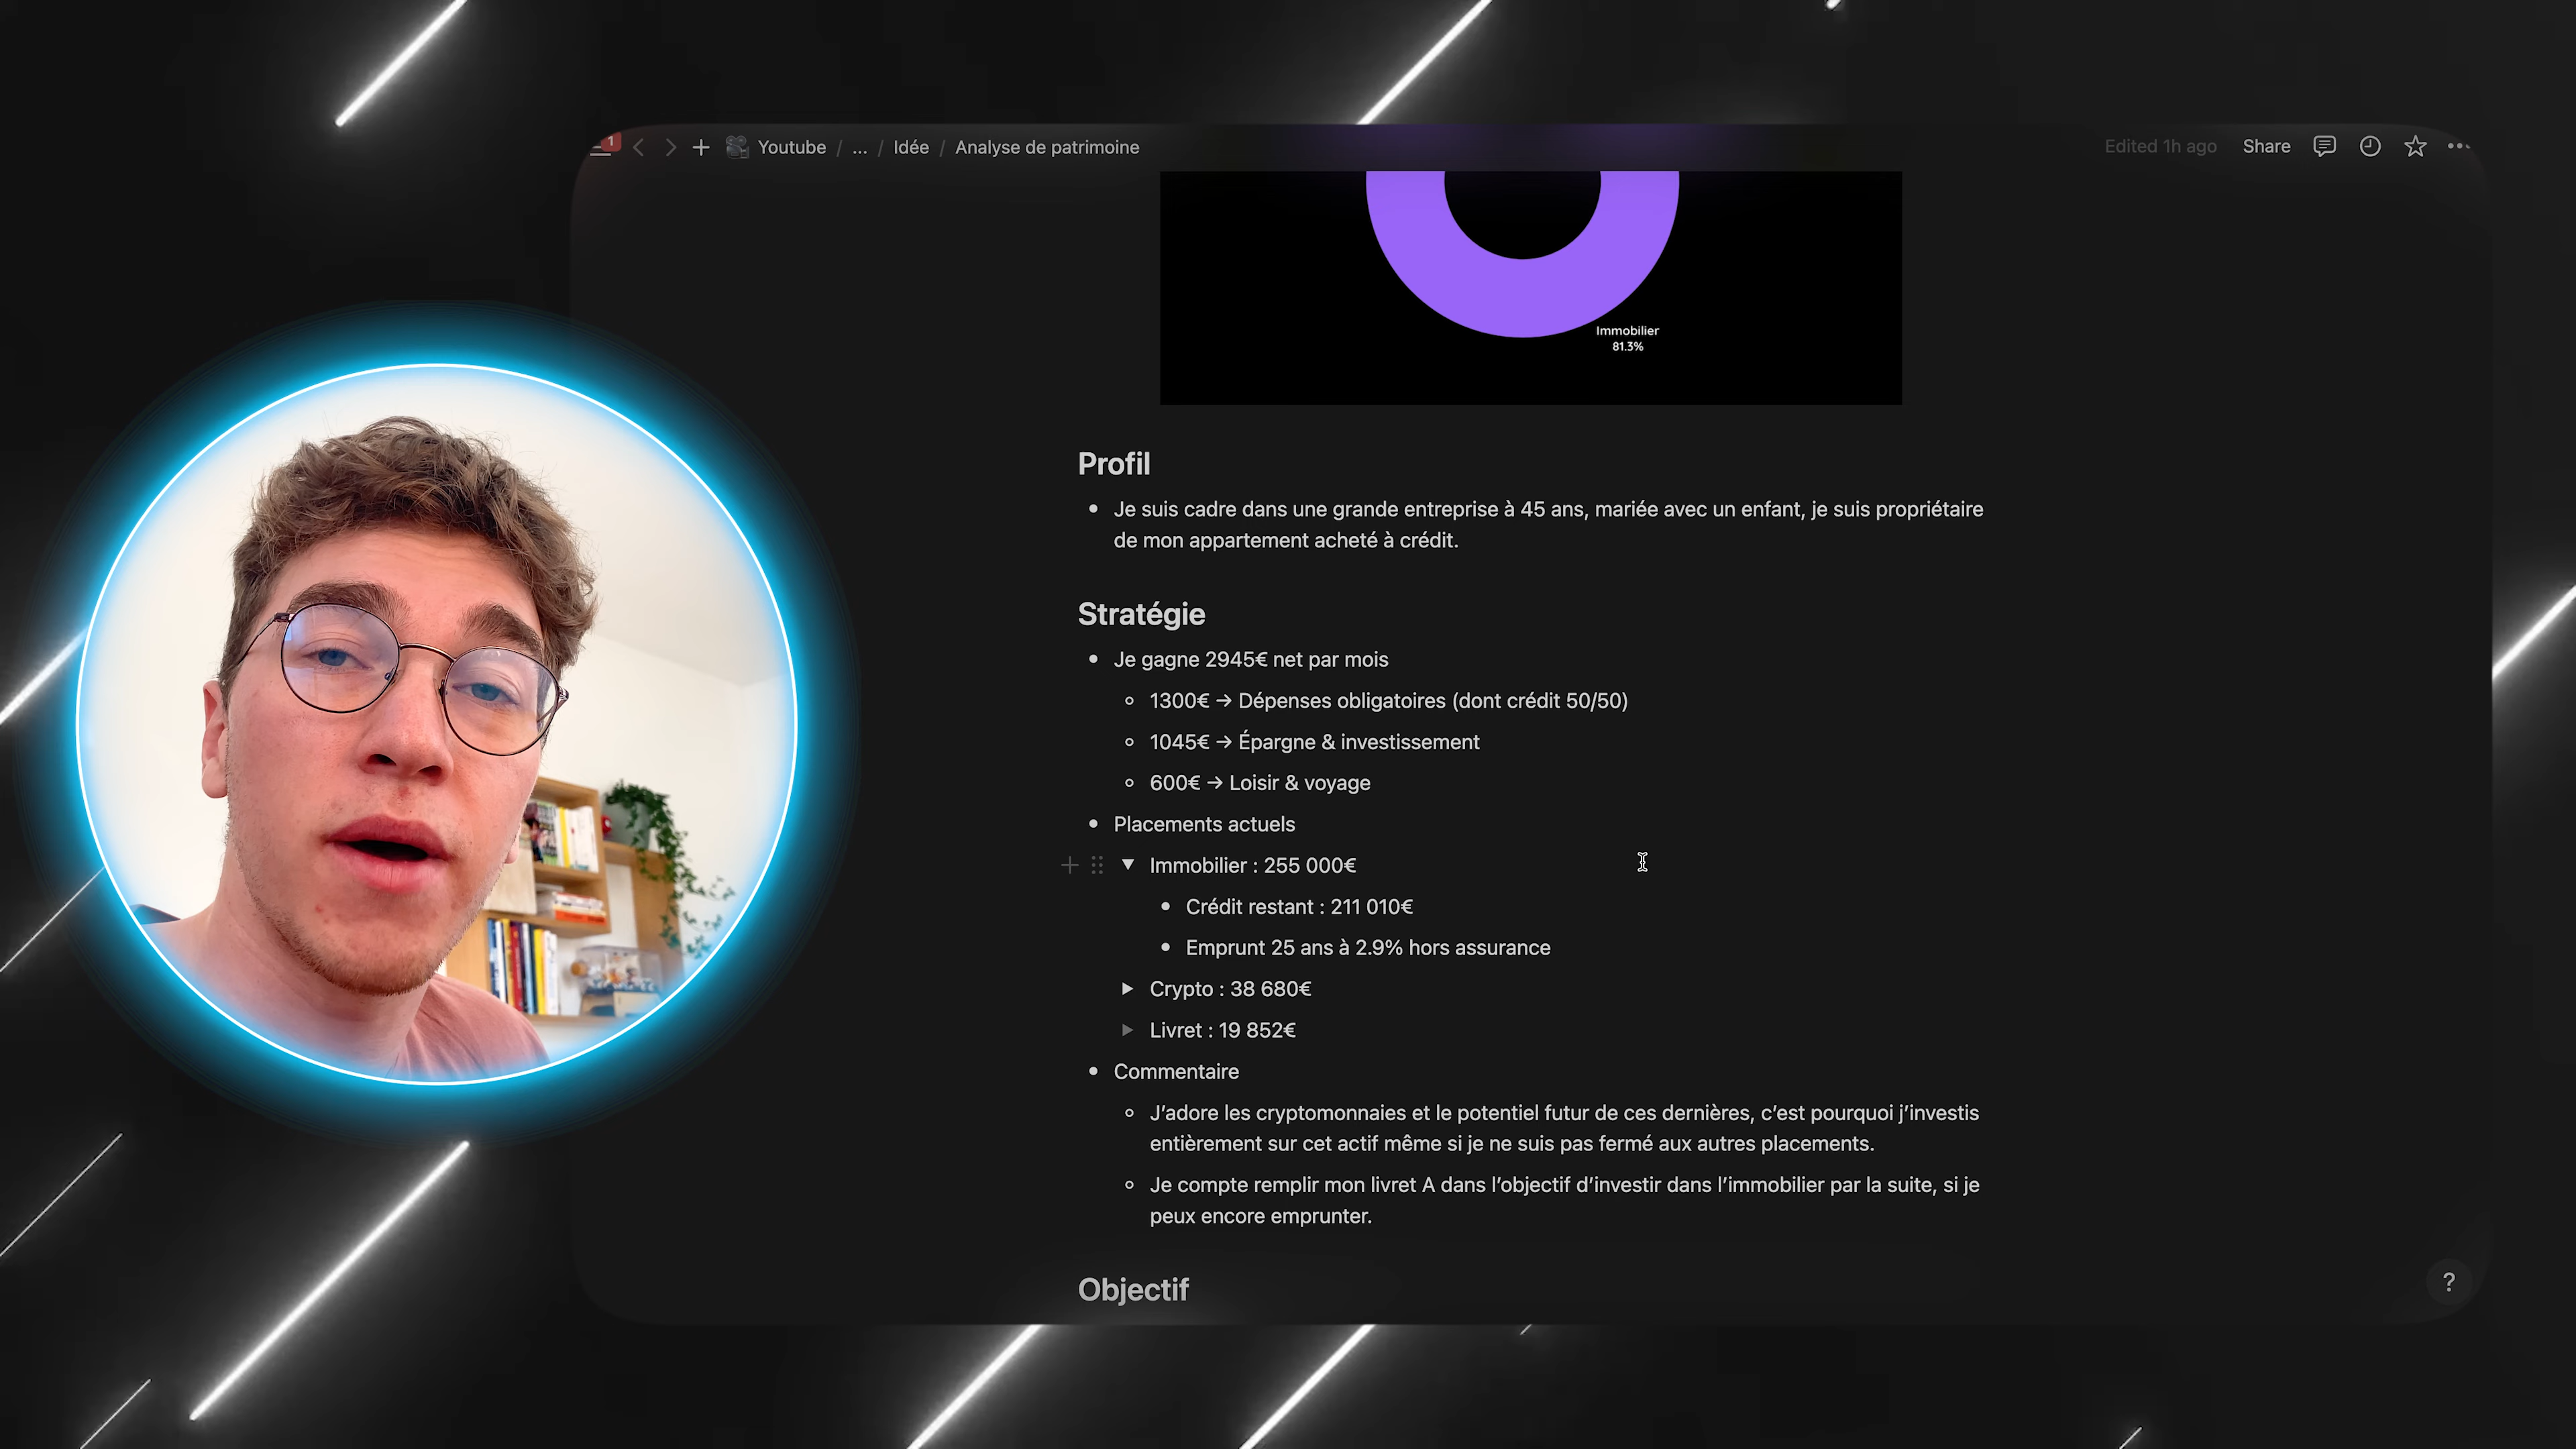 1
Youtube / ... / Idée / Analyse de patrimoine
Edited 1h ago
Share
Immobilier
81.3%
Profil
Je suis cadre dans une grande entreprise à 45 ans, mariée avec un enfant, je suis propriétaire
de mon appartement acheté à crédit.
Stratégie
Je gagne 2945€ net par mois
1300€ → Dépenses obligatoires (dont crédit 50/50)
1045€ → Épargne & investissement
600€ → Loisir & voyage
Placements actuels
Immobilier : 255 000€
Crédit restant : 211 010€
Emprunt 25 ans à 2.9% hors assurance
Crypto : 38 680€
Livret : 19 852€
Commentaire
J’adore les cryptomonnaies et le potentiel futur de ces dernières, c’est pourquoi j’investis
entièrement sur cet actif même si je ne suis pas fermé aux autres placements.
Je compte remplir mon livret A dans l’objectif d’investir dans l’immobilier par la suite, si je
peux encore emprunter.
Objectif
?